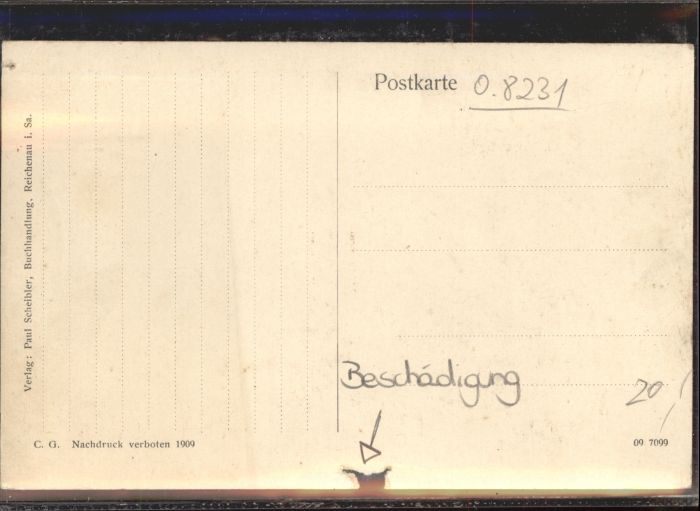 Postkarte 0.8231
Verlag: Paul Scheibler, Buchhandlung, Reichenau i. Sa.
Beschädigung
20,/
C. G. Nachdruck verboten 1909
09 7099